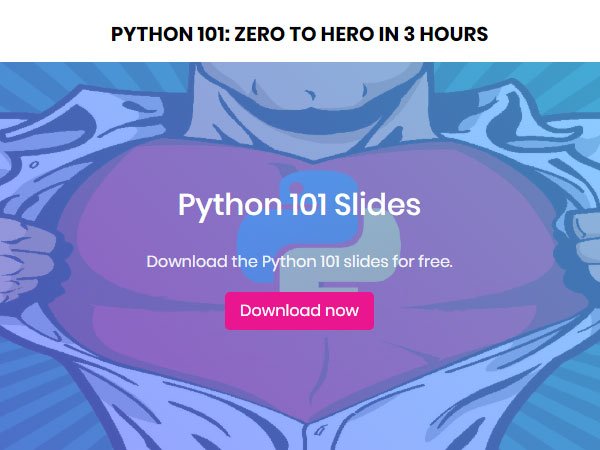 PYTHON 101: ZERO TO HERO IN 3 HOURS
Python 101 Slides
Download the Python 101 slides for free.
Download now